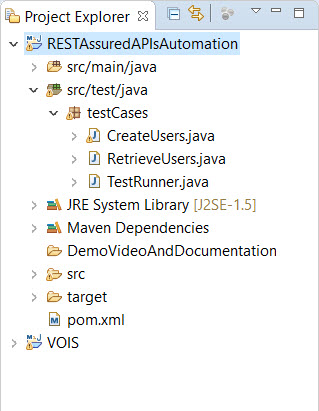 Project Explorer
RESTAssuredAPIsAutomation
src/main/java
src/test/java
testCases
CreateUsers.java
RetrieveUsers.java
TestRunner.java
JRE System Library [J2SE-1.5]
Maven Dependencies
DemoVideoAndDocumentation
src
target
pom.xml
VOIS